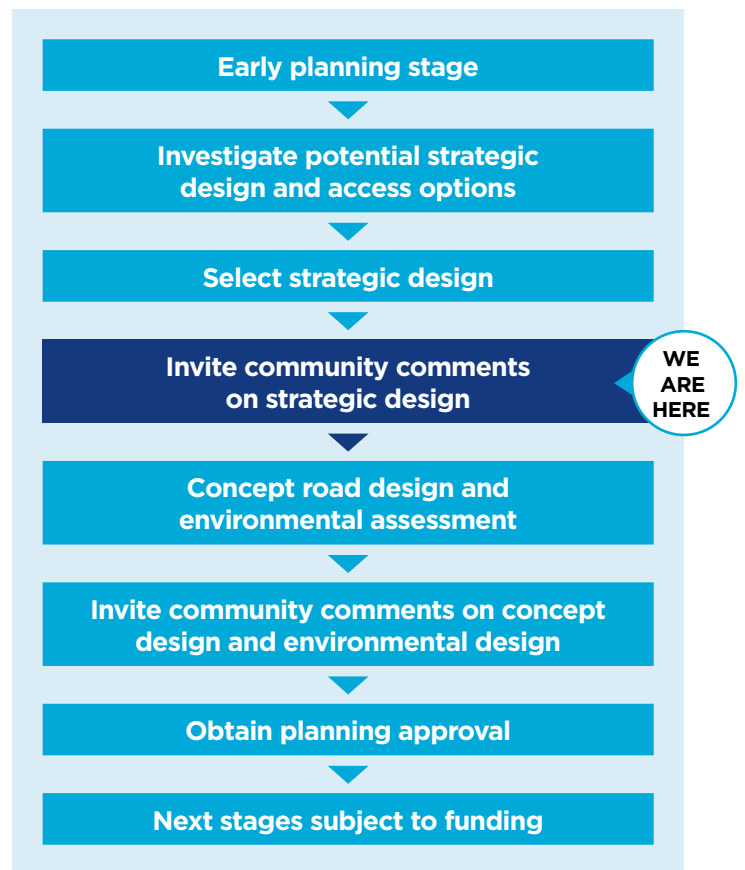 Early planning stage
Investigate potential strategic
design and access options
Select strategic design
Invite community comments
on strategic design
WE
ARE
HERE
Concept road design and
environmental assessment
Invite community comments on concept
design and environmental design
Obtain planning approval
Next stages subject to funding